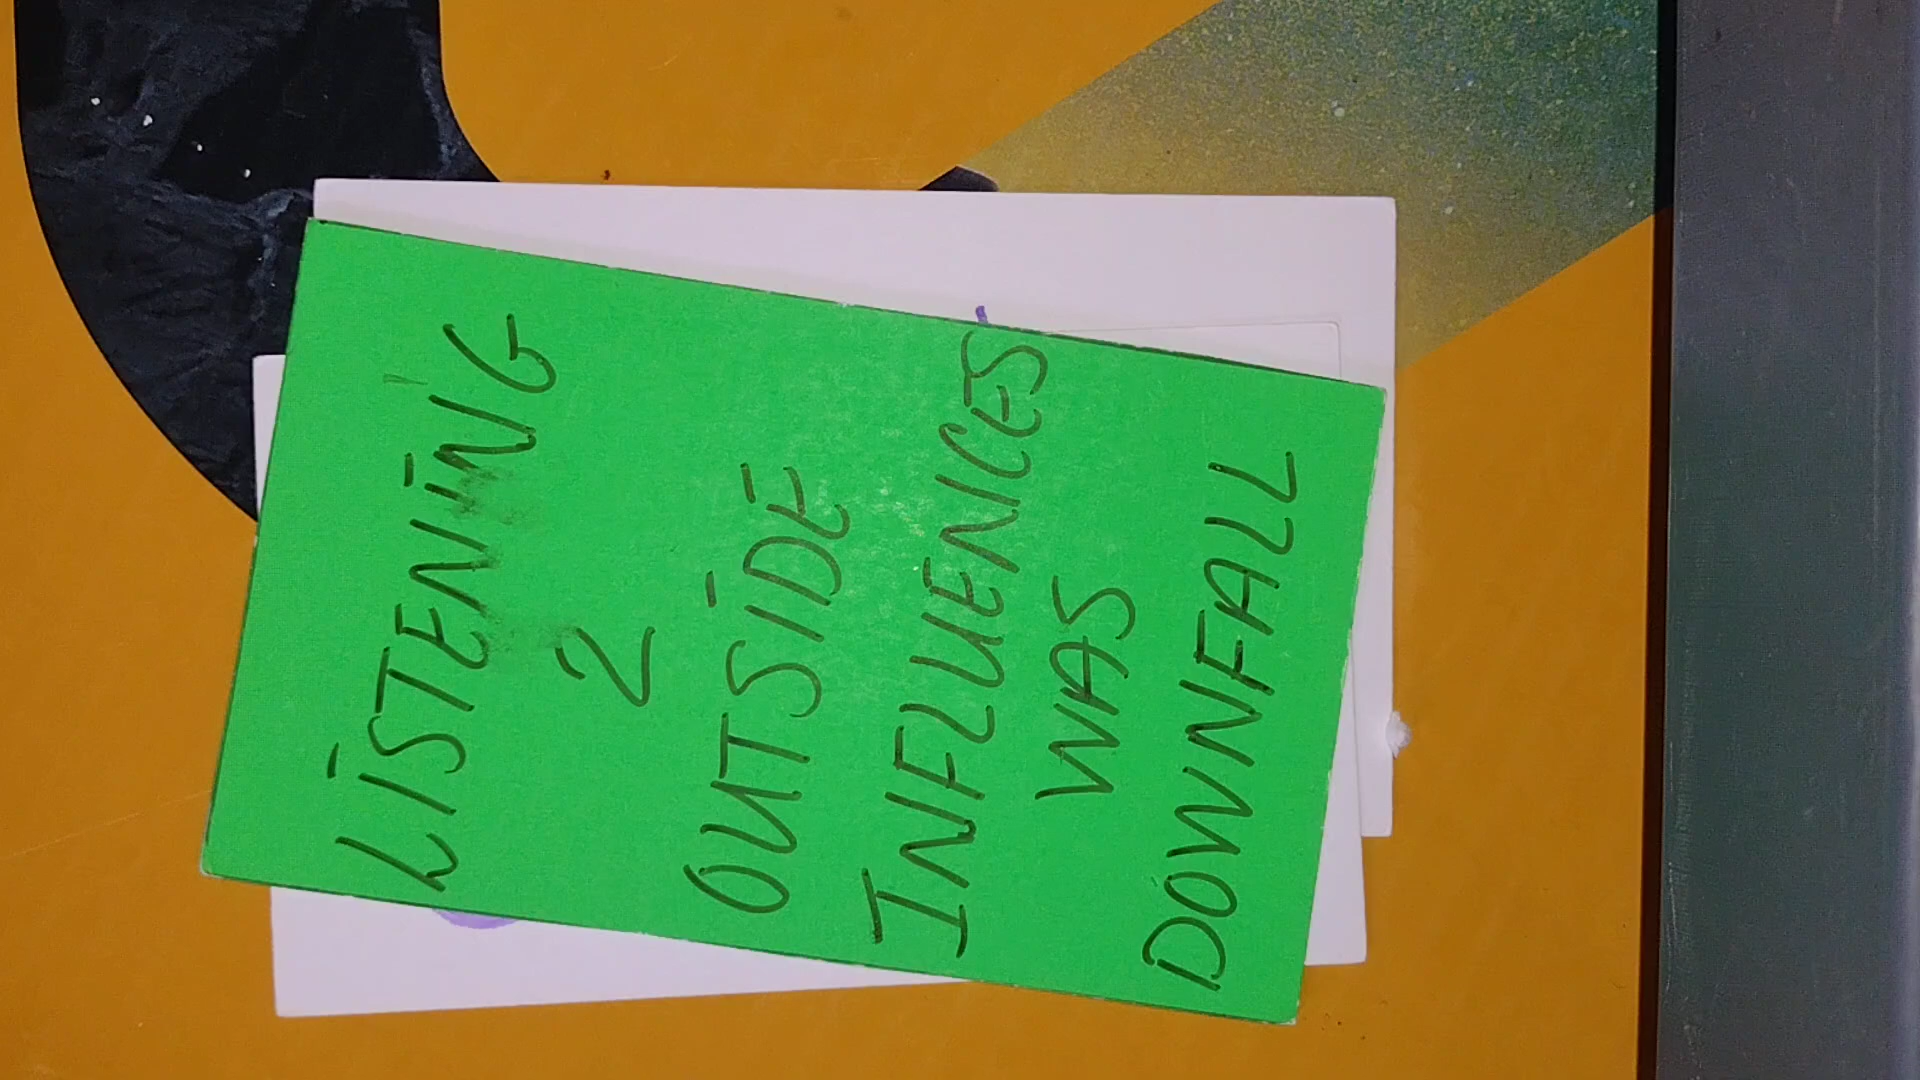 LISTENING
2
OUTSIDE
INFLUENCES
WAS
DOWNFALL